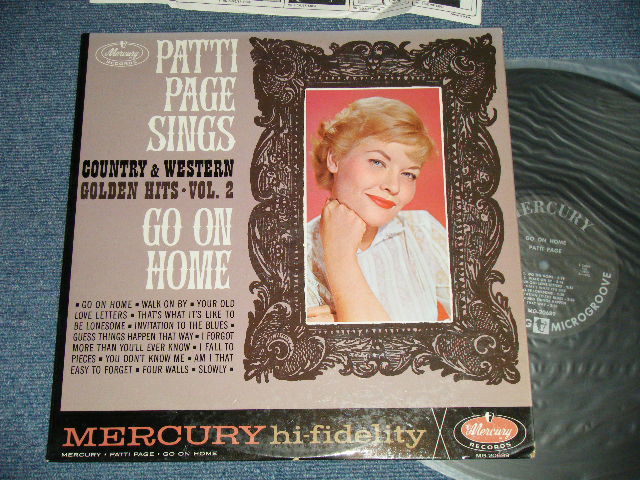 Mercury
RECORDS
PATTI
PAGE
SINGS
COUNTRY & WESTERN
GOLDEN HITS · VOL. 2
GO ON
HOME
▪ GO ON HOME ▪ WALK ON BY ▪ YOUR OLD
LOVE LETTERS ▪ THAT'S WHAT IT'S LIKE TO
BE LONESOME ▪ INVITATION TO THE BLUES ▪
GUESS THINGS HAPPEN THAT WAY ▪ I FORGOT
MORE THAN YOU'LL EVER KNOW ▪ I FALL TO
PIECES ▪ YOU DON'T KNOW ME ▪ AM I THAT
EASY TO FORGET ▪ FOUR WALLS ▪ SLOWLY ▪
MERCURY hi-fidelity
Mercury
RECORDS
MG 20689
MERCURY · PATTI PAGE · GO ON HOME
MERCURY
GO ON HOME
PATTI PAGE
MG-20689
MICROGROOVE